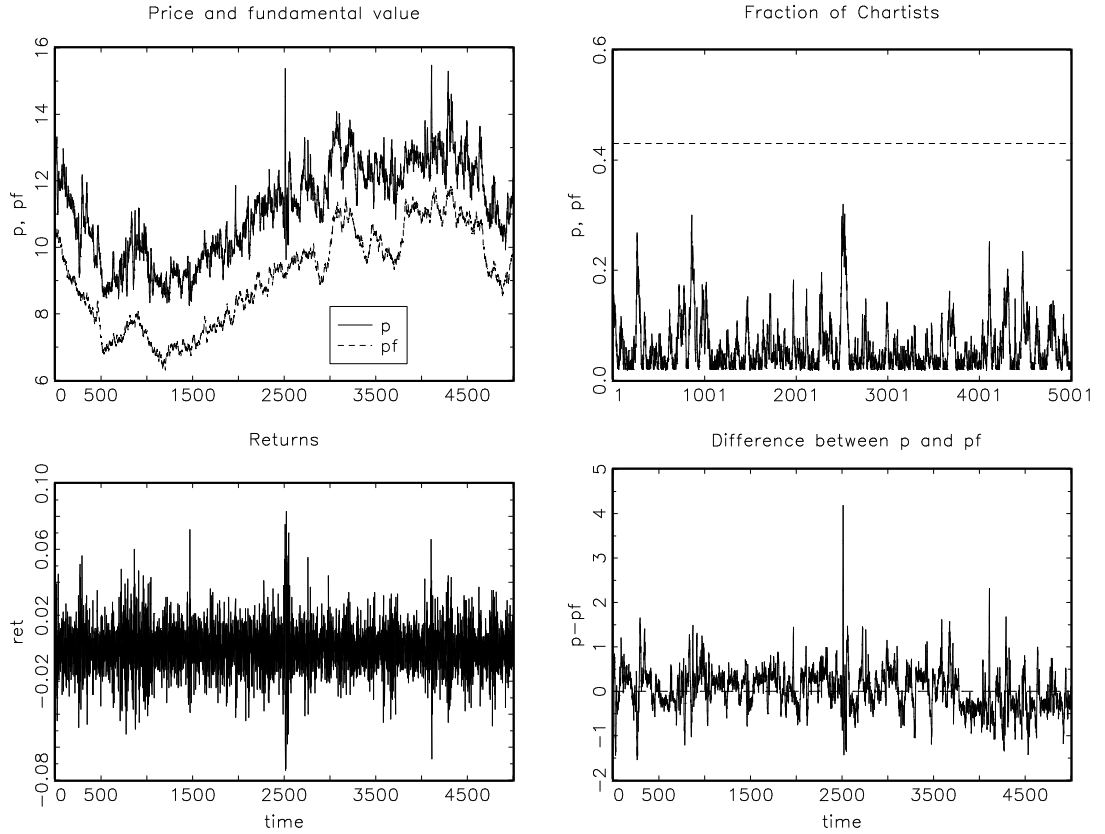 Price and fundamental value
p, pf
16
14
12
10
8
6
p
pf
0 500 1500 2500 3500 4500
Fraction of Chartists
p, pf
0.6
0.4
0.2
0.0
1 1001 2001 3001 4001 5001
Returns
ret
0.10
0.06
0.02
−0.02
−0.08
0 500 1500 2500 3500 4500
time
Difference between p and pf
p−pf
5
4
3
2
1
0
−1
−2
0 500 1500 2500 3500 4500
time